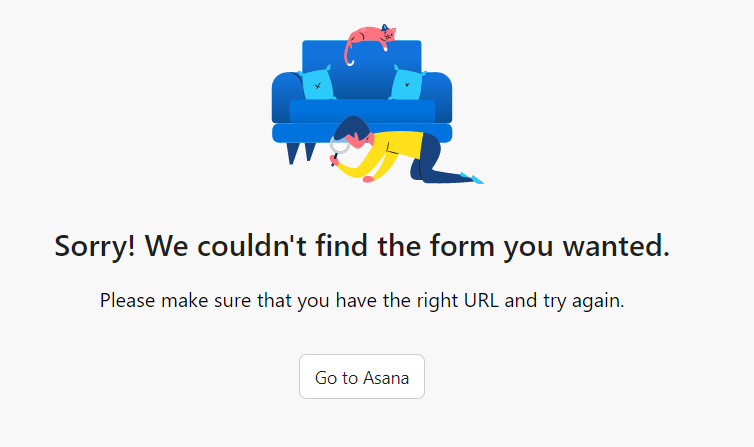 Sorry! We couldn't find the form you wanted.
Please make sure that you have the right URL and try again.
Go to Asana